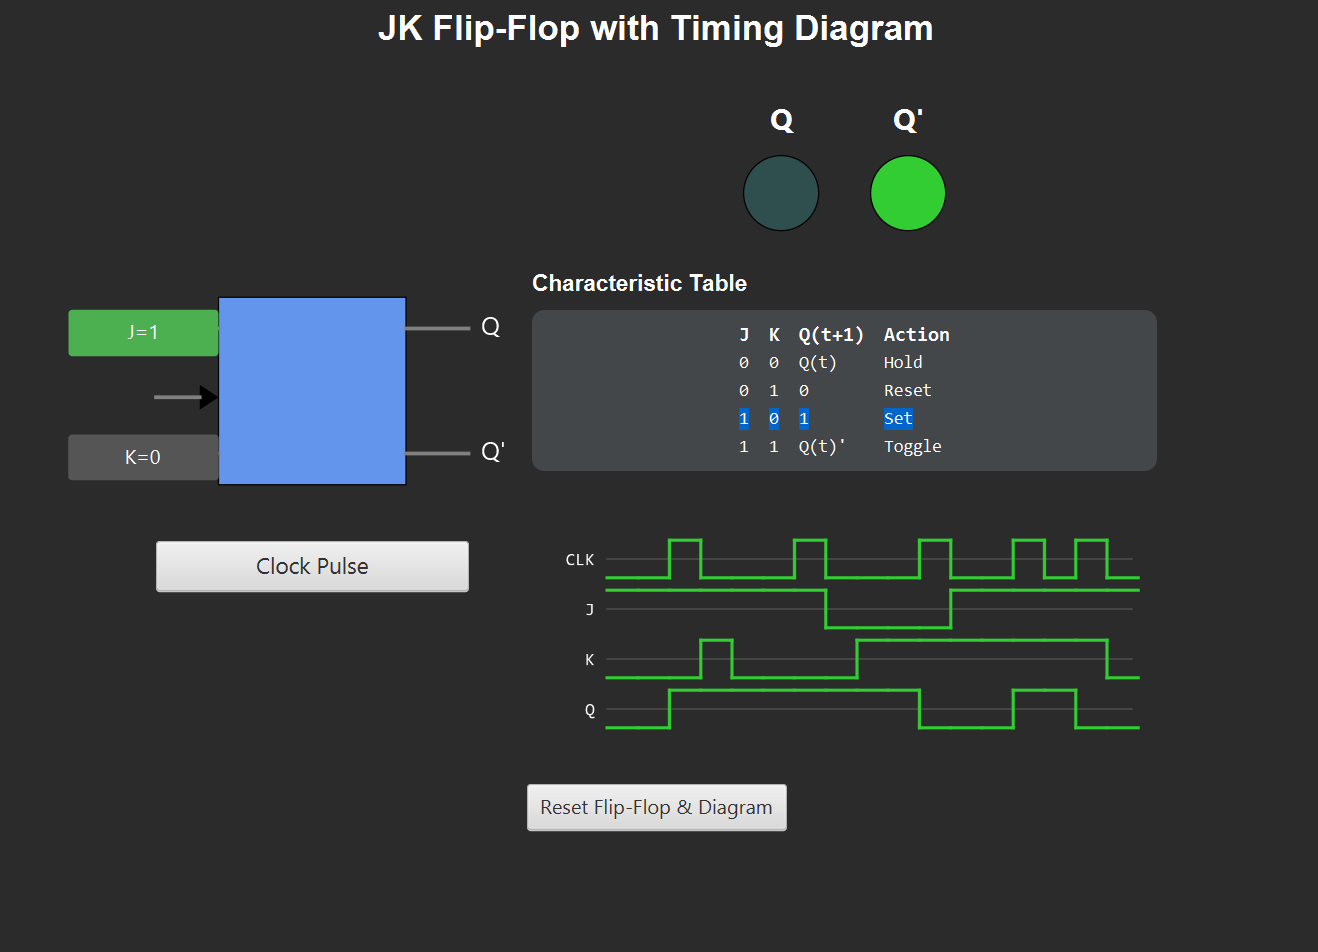 JK Flip-Flop with Timing Diagram
Q Q'
J=1
K=0
Q
Q'
Characteristic Table
J K Q(t+1) Action
0 0 Q(t) Hold
0 1 0 Reset
1 0 1 Set
1 1 Q(t)' Toggle
Clock Pulse
CLK
J
K
Q
Reset Flip-Flop & Diagram